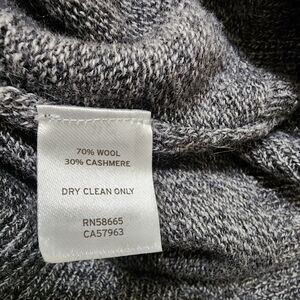 70% WOOL
30% CASHMERE
DRY CLEAN ONLY
RN58665
CA57963